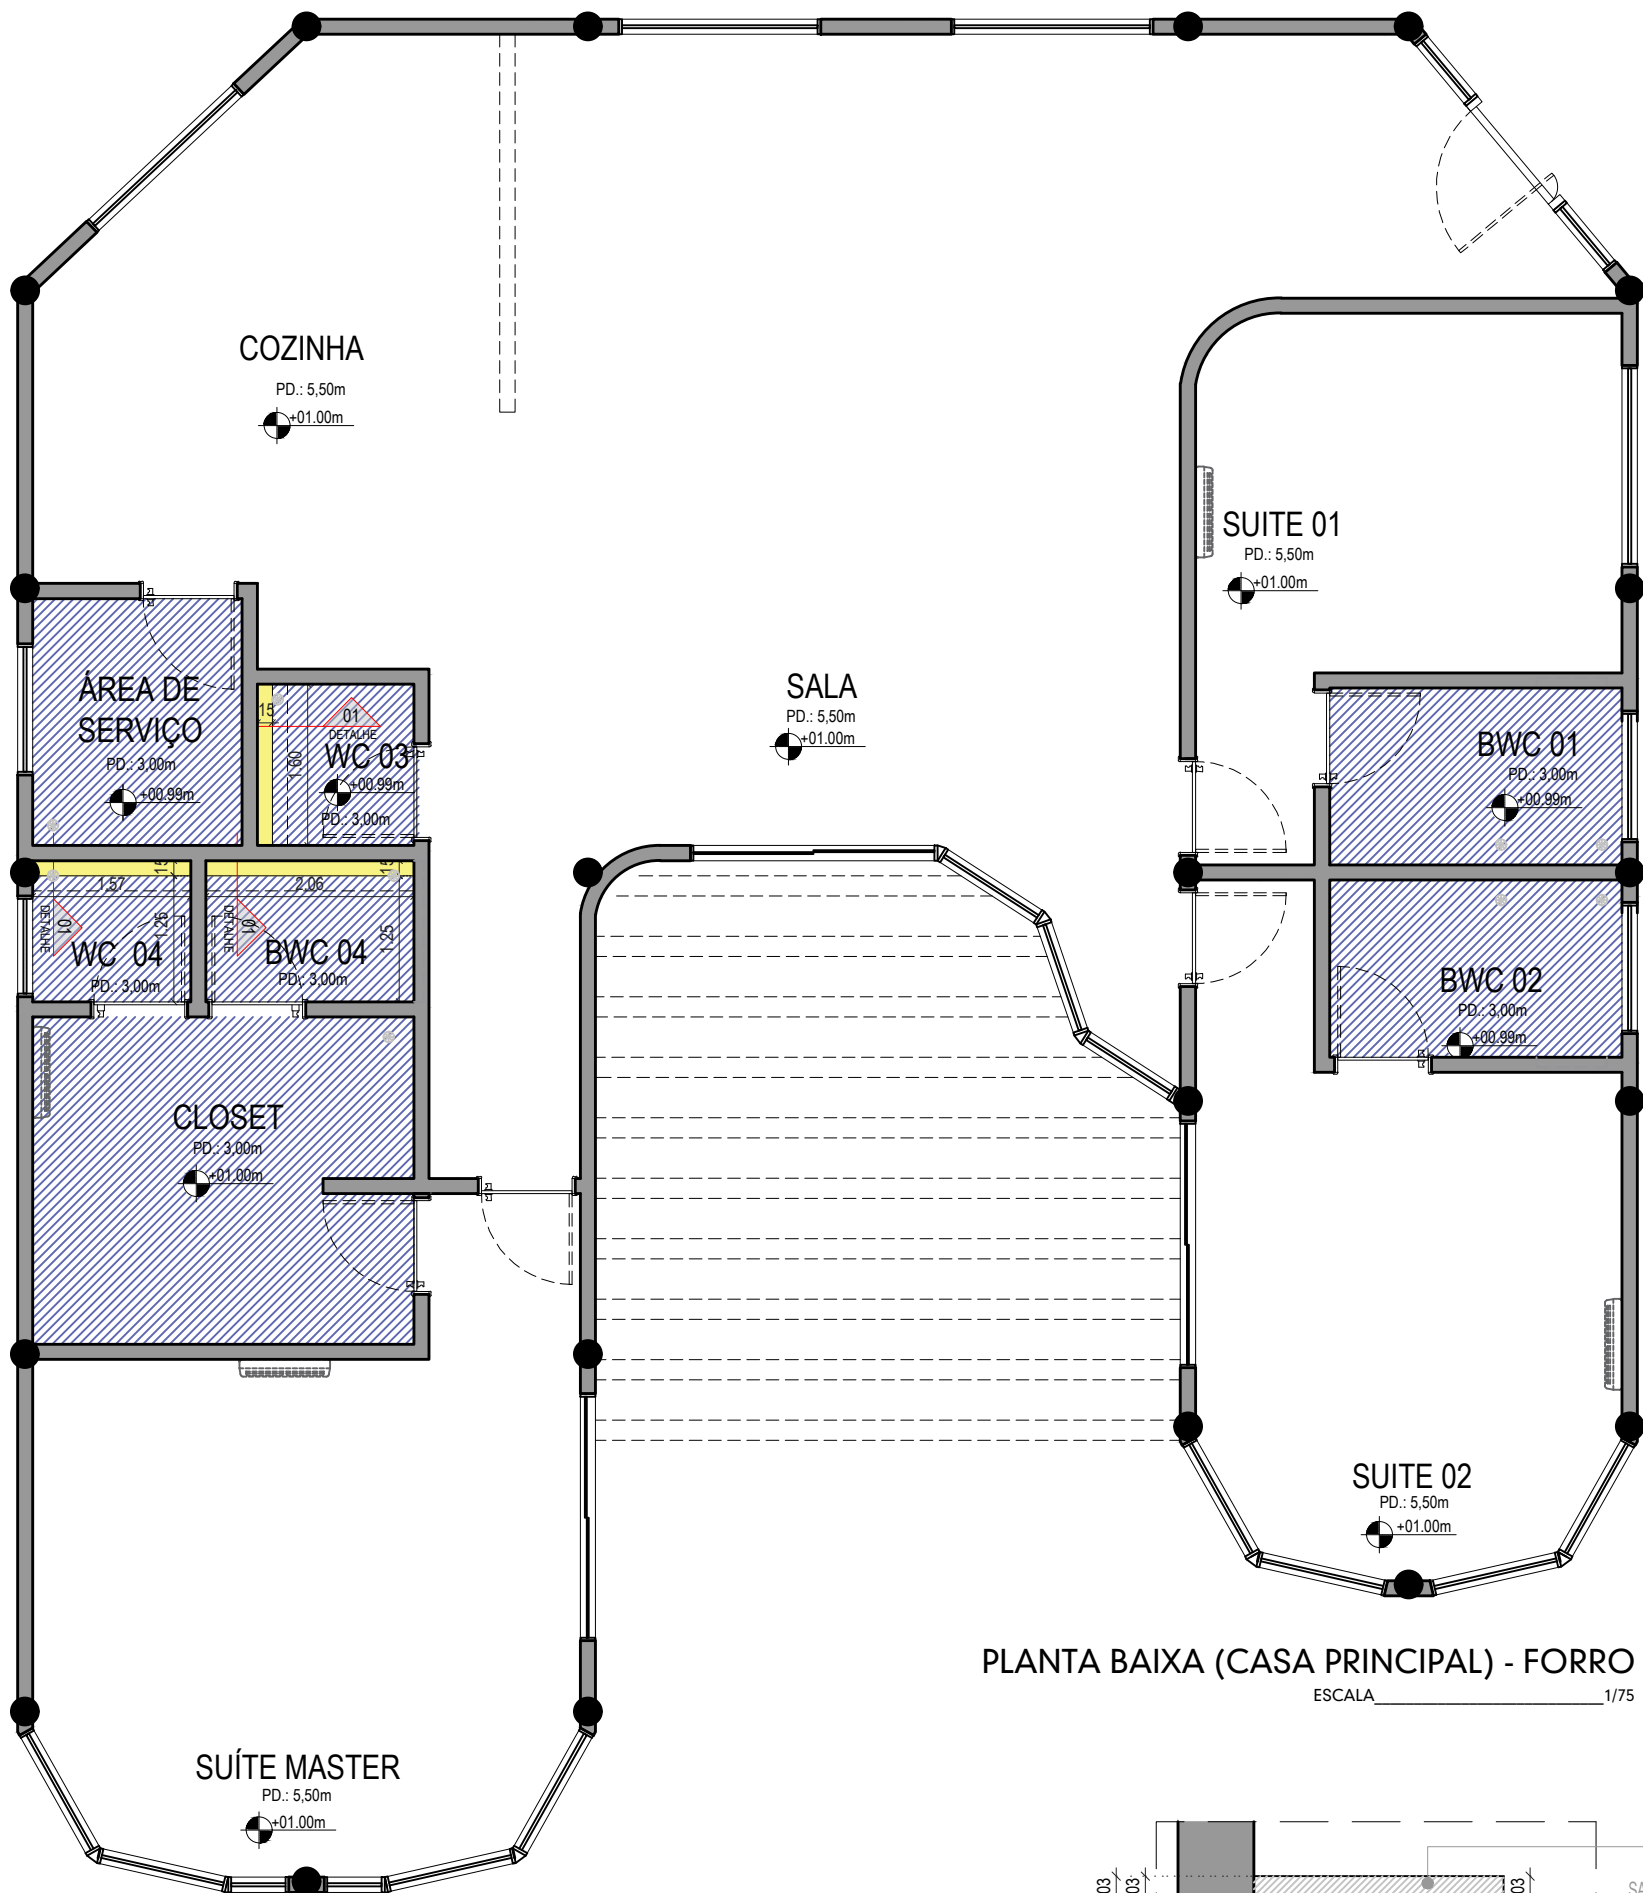 COZINHA
PD.: 5,50m
+01.00m
SUITE 01
PD.: 5,50m
+01.00m
ÁREA DE
SERVIÇO
PD.: 3,00m
+00.99m
15
01
DETALHE
WC 03
1.60
+00.99m
PD.: 3,00m
SALA
PD.: 5,50m
+01.00m
BWC 01
PD.: 3,00m
+00.99m
1.57
15
2.06
15
DETALHE
01
1.25
WC 04
PD.: 3,00m
DETALHE
01
BWC 04
PD.: 3,00m
1.25
BWC 02
PD.: 3,00m
+00.99m
CLOSET
PD.: 3,00m
+01.00m
SUITE 02
PD.: 5,50m
+01.00m
PLANTA BAIXA (CASA PRINCIPAL) - FORRO
ESCALA 1/75
SUÍTE MASTER
PD.: 5,50m
+01.00m
03
03
03